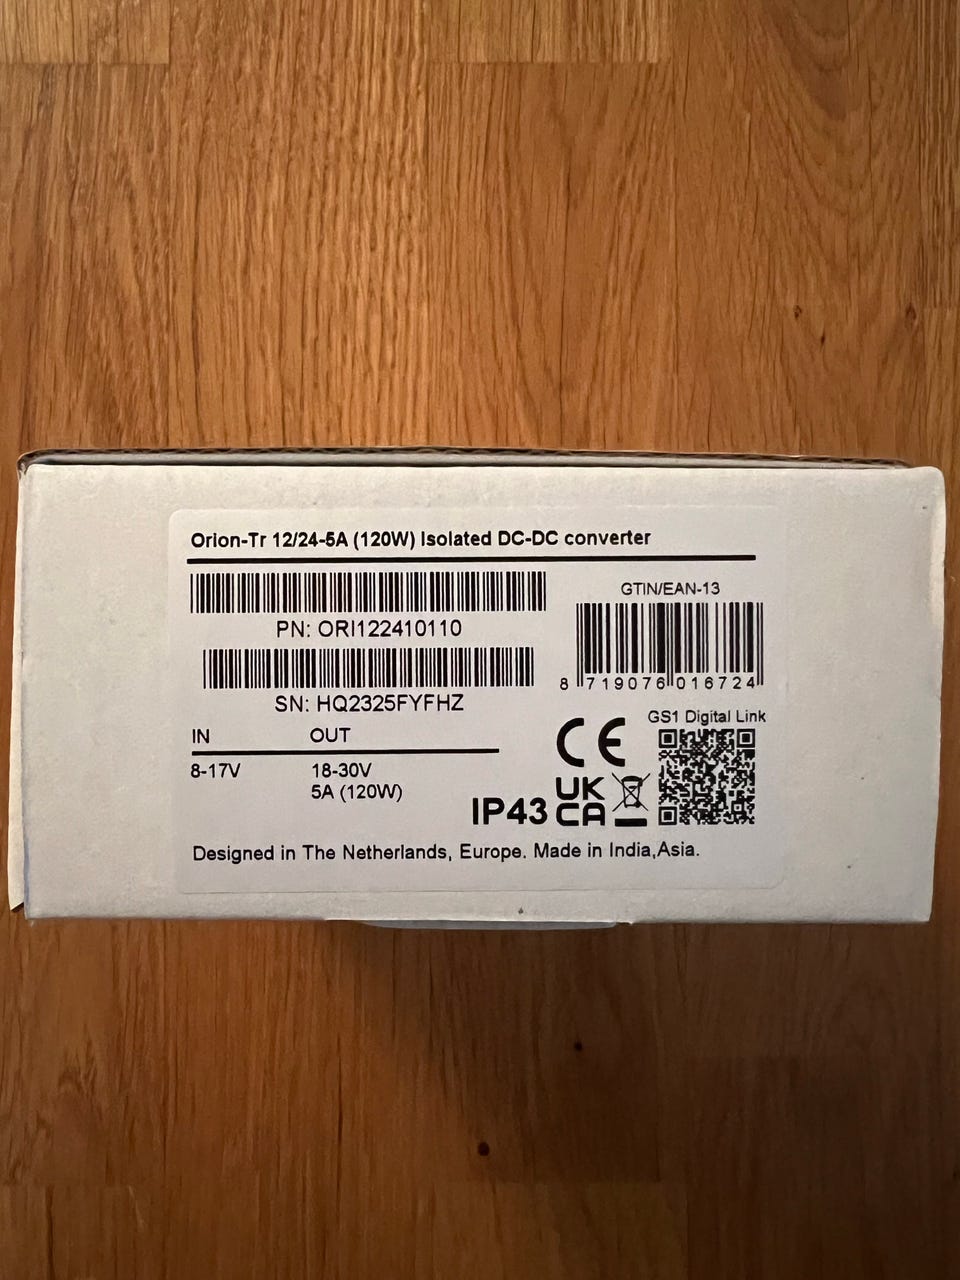 Orion-Tr 12/24-5A (120W) Isolated DC-DC converter
PN: ORI122410110
SN: HQ2325FYFHZ
GTIN/EAN-13
8 719076 016724
GS1 Digital Link
IN OUT
8-17V 18-30V
5A (120W)
CE
IP43
UK
CA
Designed in The Netherlands, Europe. Made in India,Asia.